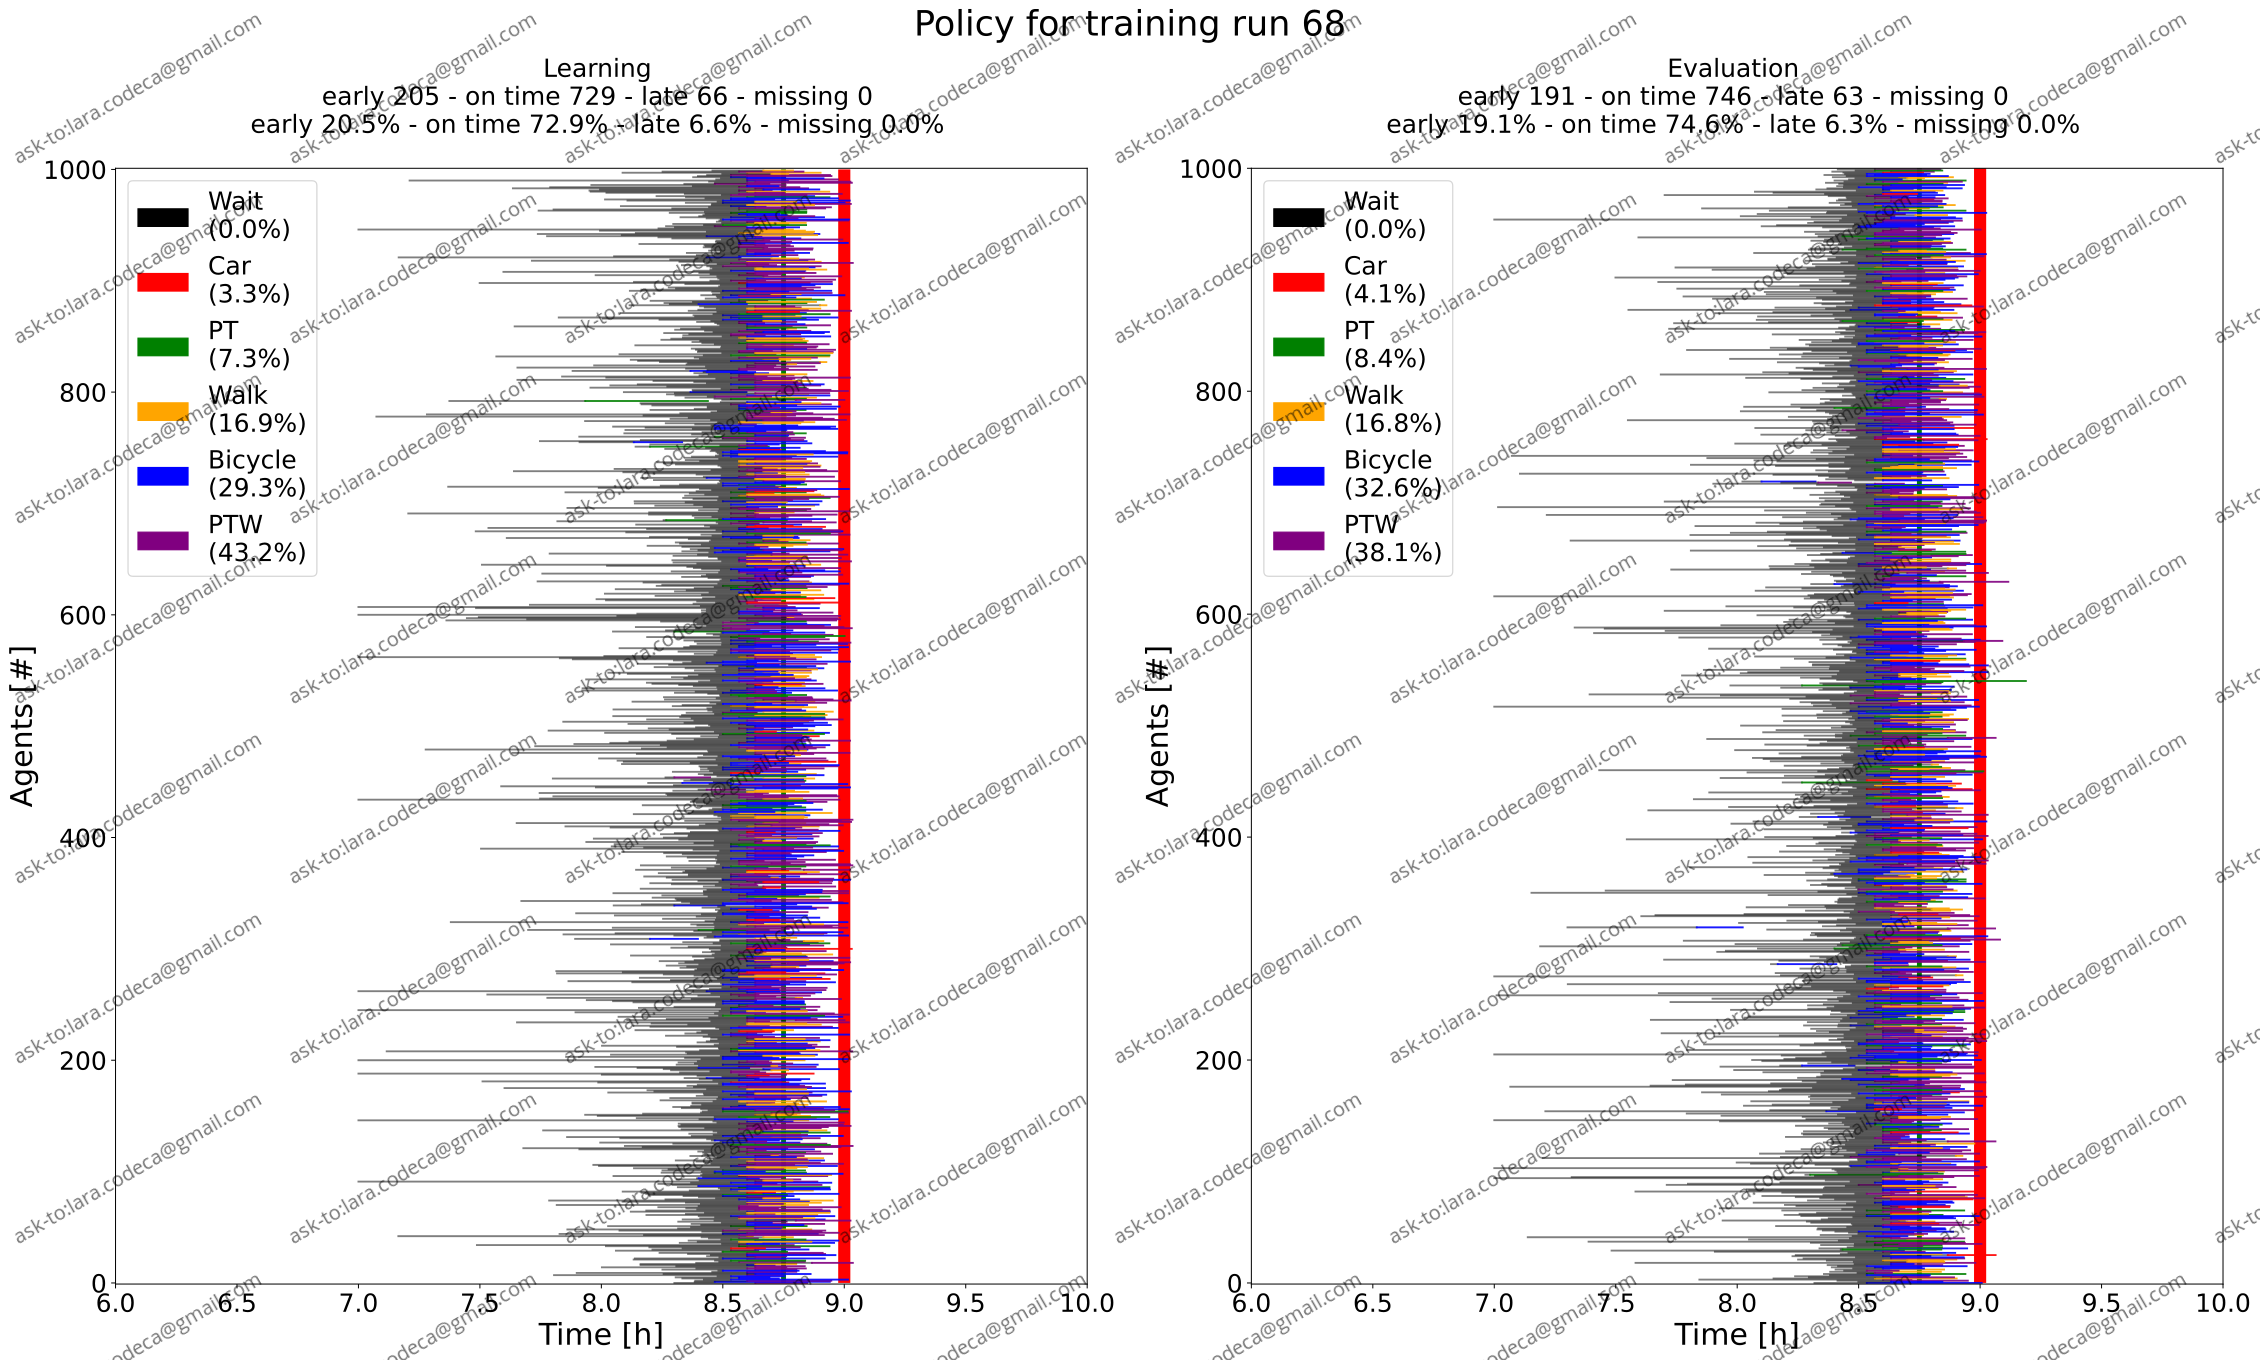 Policy for training run 68
Learning
early 205 - on time 729 - late 66 - missing 0
early 20.5% - on time 72.9% - late 6.6% - missing 0.0%
Wait
(0.0%)
Car
(3.3%)
PT
(7.3%)
Walk
(16.9%)
Bicycle
(29.3%)
PTW
(43.2%)
1000
800
600
400
200
0
Agents [#]
6.0 6.5 7.0 7.5 8.0 8.5 9.0 9.5 10.0
Time [h]
Evaluation
early 191 - on time 746 - late 63 - missing 0
early 19.1% - on time 74.6% - late 6.3% - missing 0.0%
Wait
(0.0%)
Car
(4.1%)
PT
(8.4%)
Walk
(16.8%)
Bicycle
(32.6%)
PTW
(38.1%)
1000
800
600
400
200
0
Agents [#]
6.0 6.5 7.0 7.5 8.0 8.5 9.0 9.5 10.0
Time [h]
ask-to:lara.codeca@gmail.com